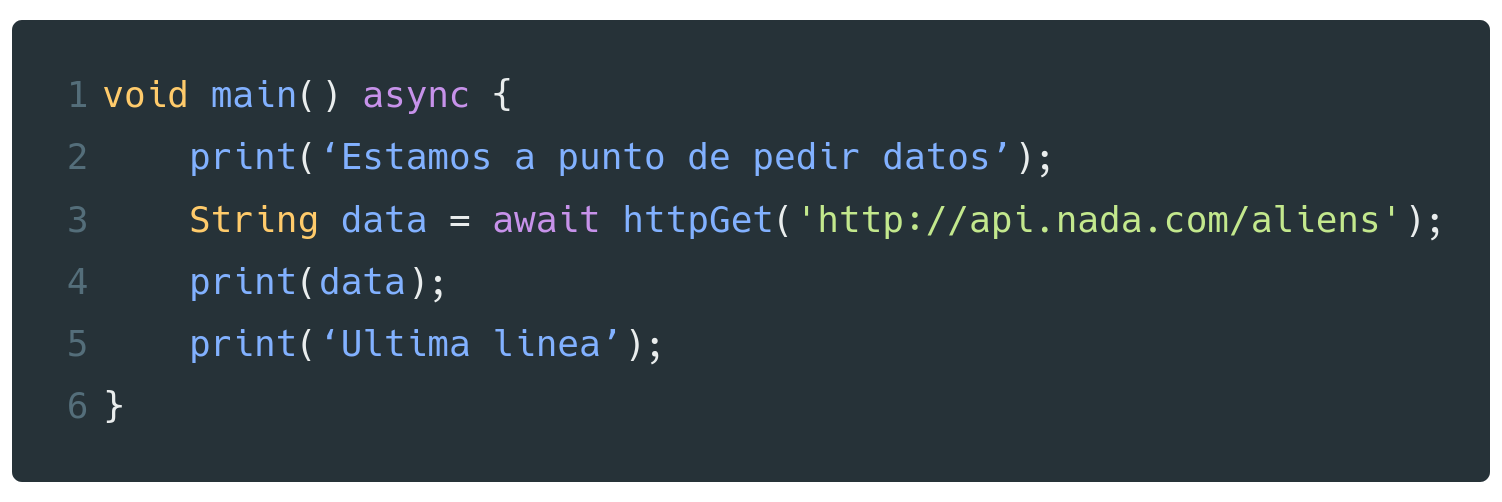 1 void main() async {
2     print(‘Estamos a punto de pedir datos’);
3     String data = await httpGet('http://api.nada.com/aliens');
4     print(data);
5     print(‘Ultima linea’);
6 }